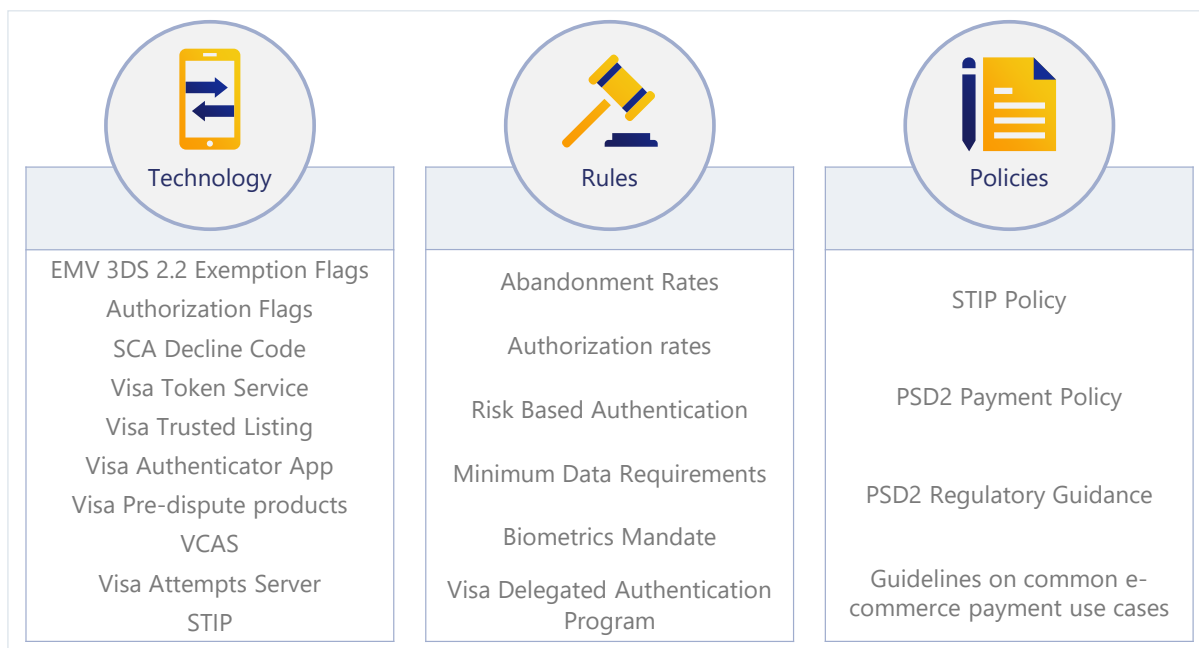 Technology
EMV 3DS 2.2 Exemption Flags
Authorization Flags
SCA Decline Code
Visa Token Service
Visa Trusted Listing
Visa Authenticator App
Visa Pre-dispute products
VCAS
Visa Attempts Server
STIP
Rules
Abandonment Rates
Authorization rates
Risk Based Authentication
Minimum Data Requirements
Biometrics Mandate
Visa Delegated Authentication
Program
Policies
STIP Policy
PSD2 Payment Policy
PSD2 Regulatory Guidance
Guidelines on common e-
commerce payment use cases